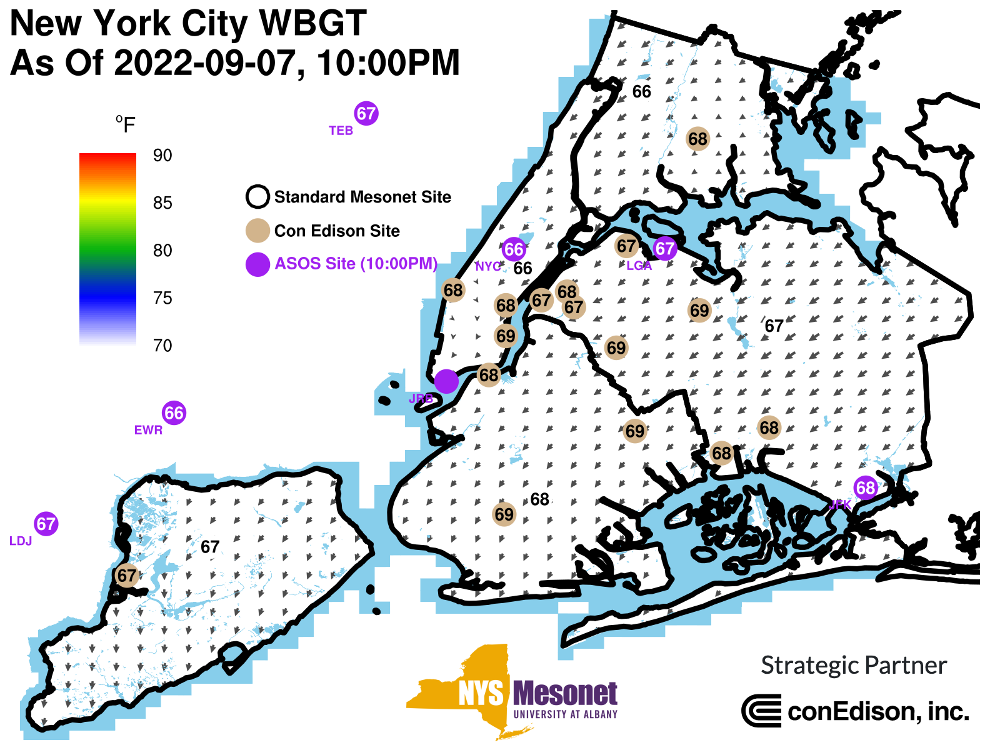 New York City WBGT
As Of 2022-09-07, 10:00PM
°F
90
85
80
75
70
Standard Mesonet Site
Con Edison Site
ASOS Site (10:00PM)
67
TEB
66
68
66
NYC
66
67
67
LGA
68
68
67
68
67
69
67
69
69
68
JRB
66
EWR
69
68
68
68
JFK
68
69
67
LDJ
67
67
NYS Mesonet
UNIVERSITY AT ALBANY
Strategic Partner
conEdison, inc.